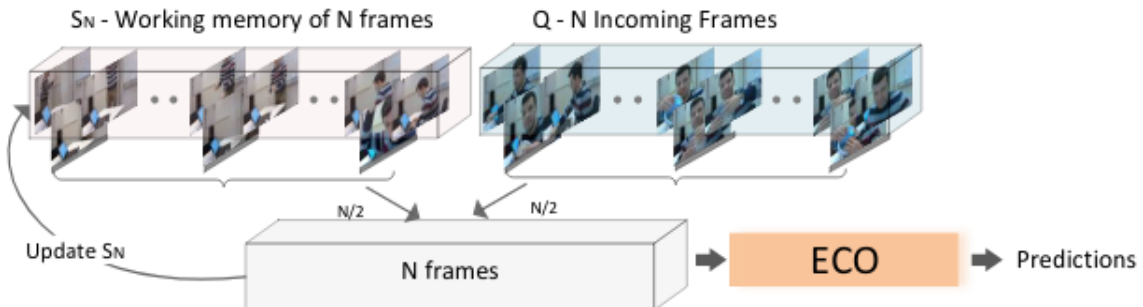 SN - Working memory of N frames
Q - N Incoming Frames
N/2
N/2
Update SN
N frames
ECO
Predictions